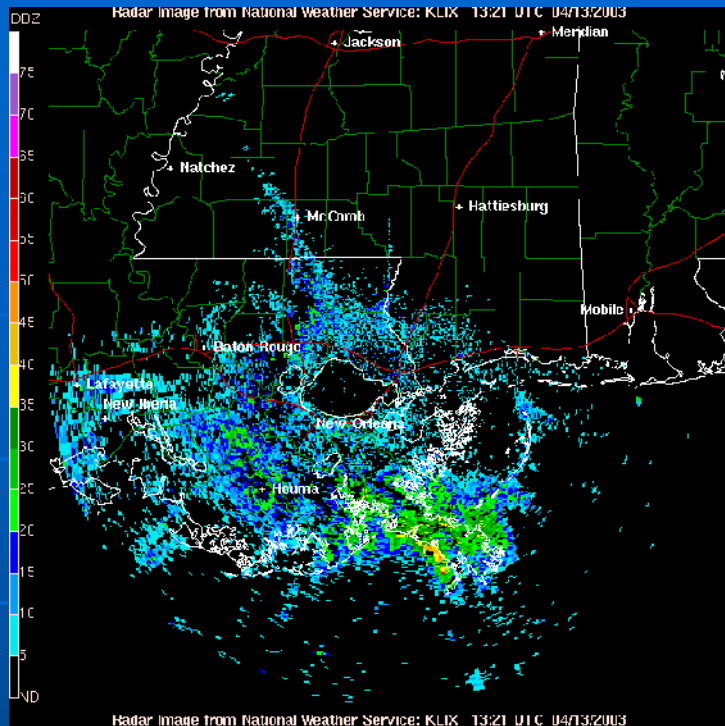 DBZ
Radar Image from National Weather Service: KLIX 13:21 UTC 04/13/2003
Meridian
Jackson
75
70
Natchez
65
60
McComb
Hattiesburg
55
50
Mobile
45
Baton Rouge
40
Lafayette
New Iberia
35
New Orleans
30
25
Houma
20
15
10
5
ND
Radar Image from National Weather Service: KLIX 13:21 UTC 04/13/2003